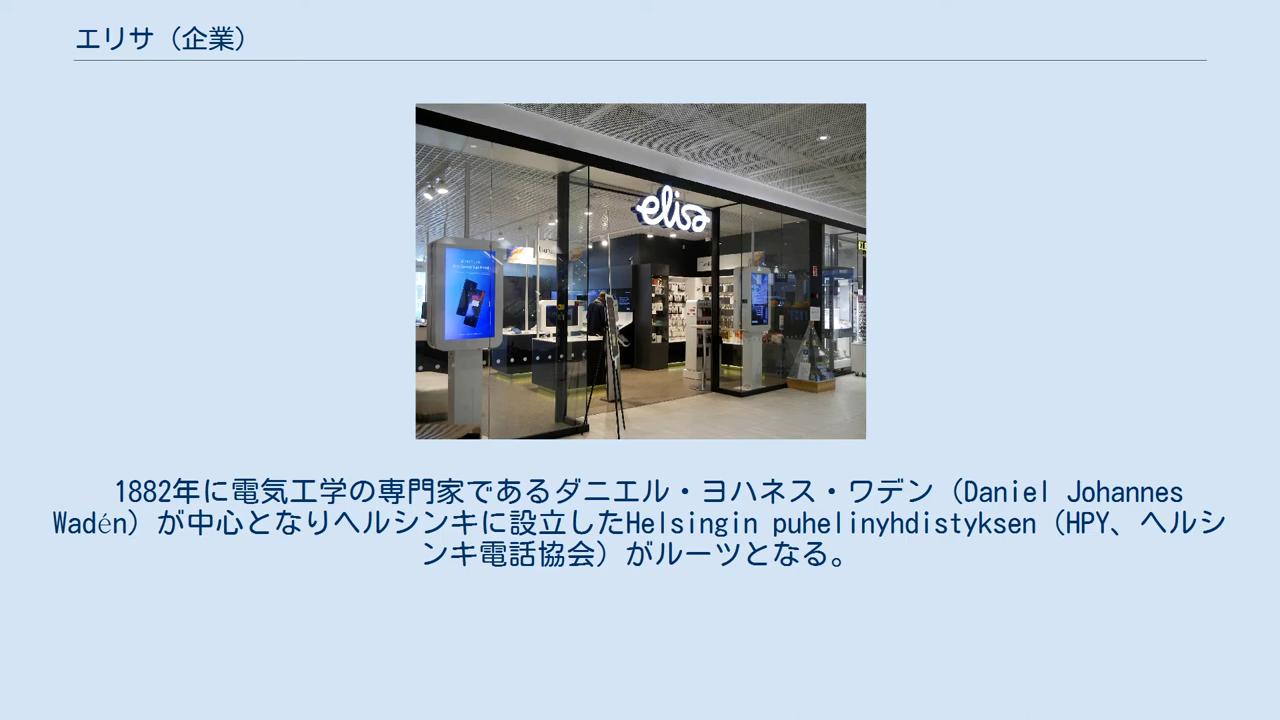 エリサ（企業）
elisa
1882年に電気工学の専門家であるダニエル・ヨハネス・ワデン（Daniel Johannes
Wadén）が中心となりヘルシンキに設立したHelsingin puhelinyhdistyksen（HPY、ヘルシ
ンキ電話協会）がルーツとなる。